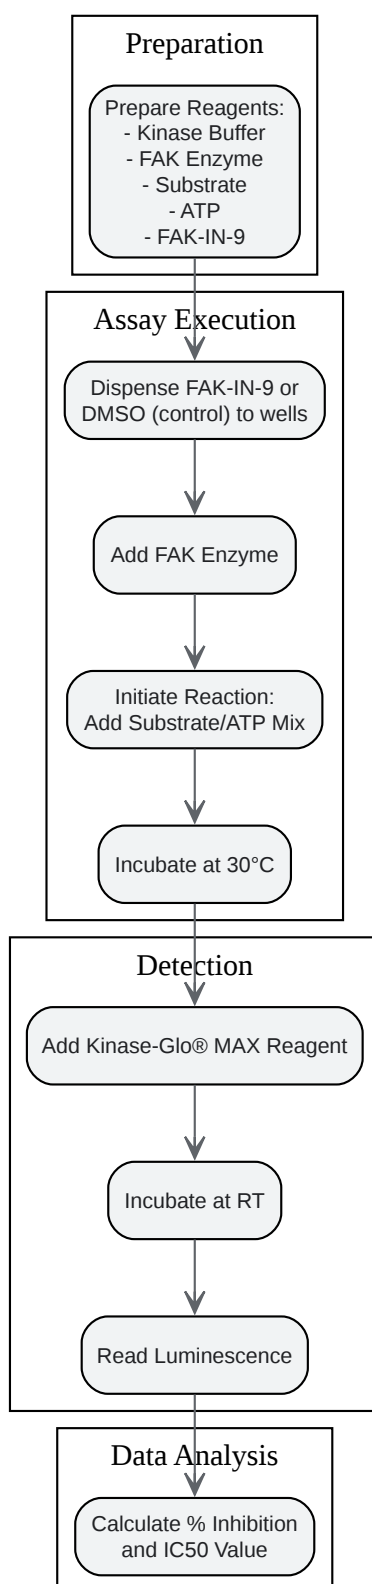 Preparation
Prepare Reagents:
- Kinase Buffer
- FAK Enzyme
- Substrate
- ATP
- FAK-IN-9
Assay Execution
Dispense FAK-IN-9 or
DMSO (control) to wells
Add FAK Enzyme
Initiate Reaction:
Add Substrate/ATP Mix
Incubate at 30°C
Detection
Add Kinase-Glo® MAX Reagent
Incubate at RT
Read Luminescence
Data Analysis
Calculate % Inhibition
and IC50 Value